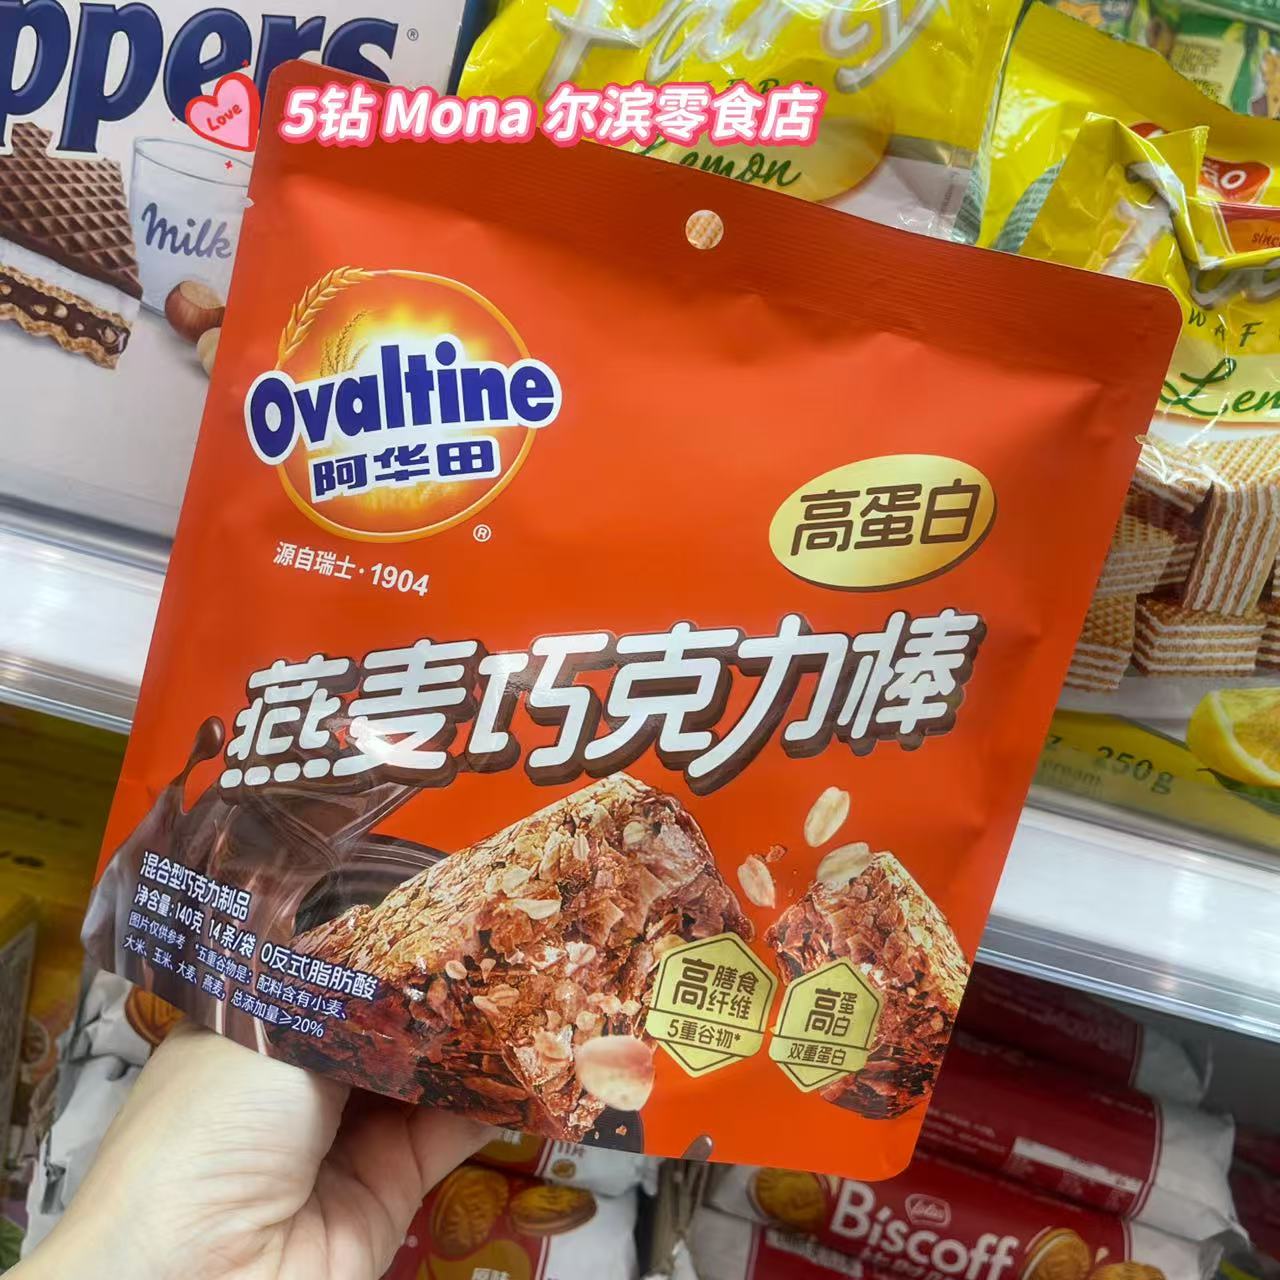 ppers®
Love
5钻 Mona 尔滨零食店
Party
Lemon
Milk
Ovaltine
阿华田
®
源自瑞士·1904
高蛋白
燕麦巧克力棒
混合型巧克力制品
净含量:140克 14条/袋 0反式脂肪酸
图片仅供参考 *五重谷物是:配料含有小麦、
大米、玉米、大麦、燕麦,总添加量≥20%
高膳食纤维
5重谷物*
高蛋白
双重蛋白
250g
Lotus
Biscoff
原味